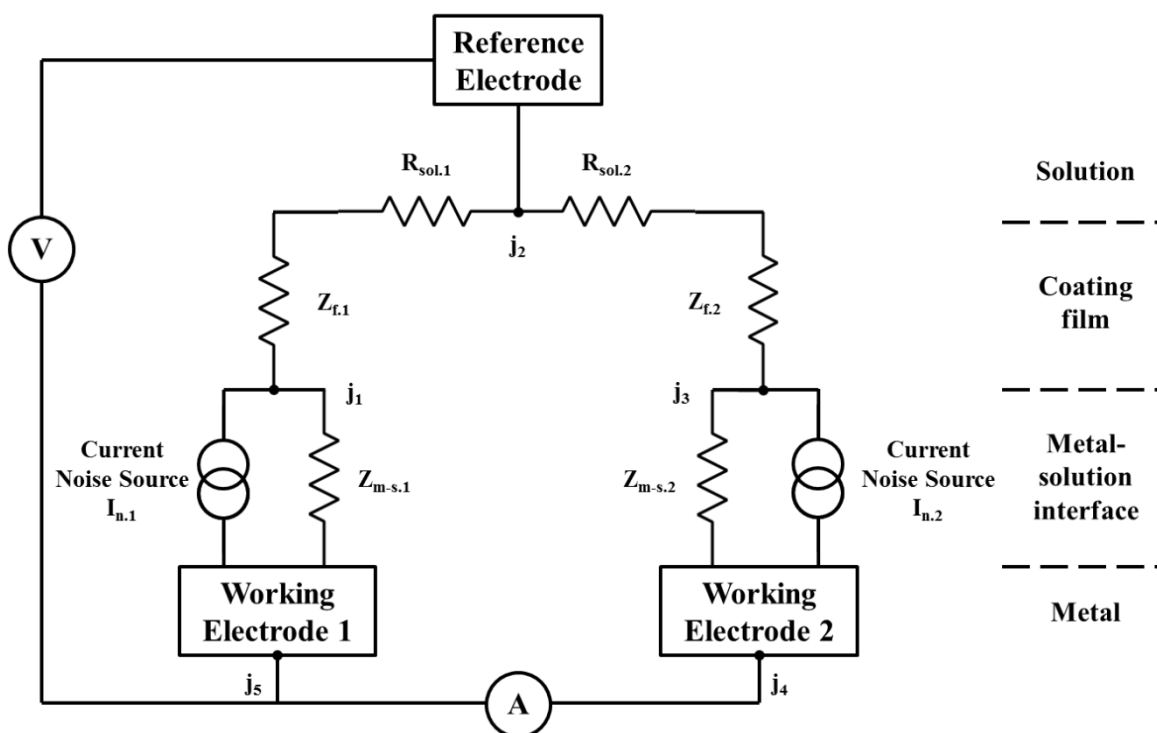 Reference
Electrode
R_sol.1
R_sol.2
Solution
V
j_2
Z_f.1
Z_f.2
Coating
film
j_1
j_3
Current
Noise Source
I_n.1
Z_m-s.1
Z_m-s.2
Current
Noise Source
I_n.2
Metal-
solution
interface
Working
Electrode 1
Working
Electrode 2
Metal
j_5
A
j_4